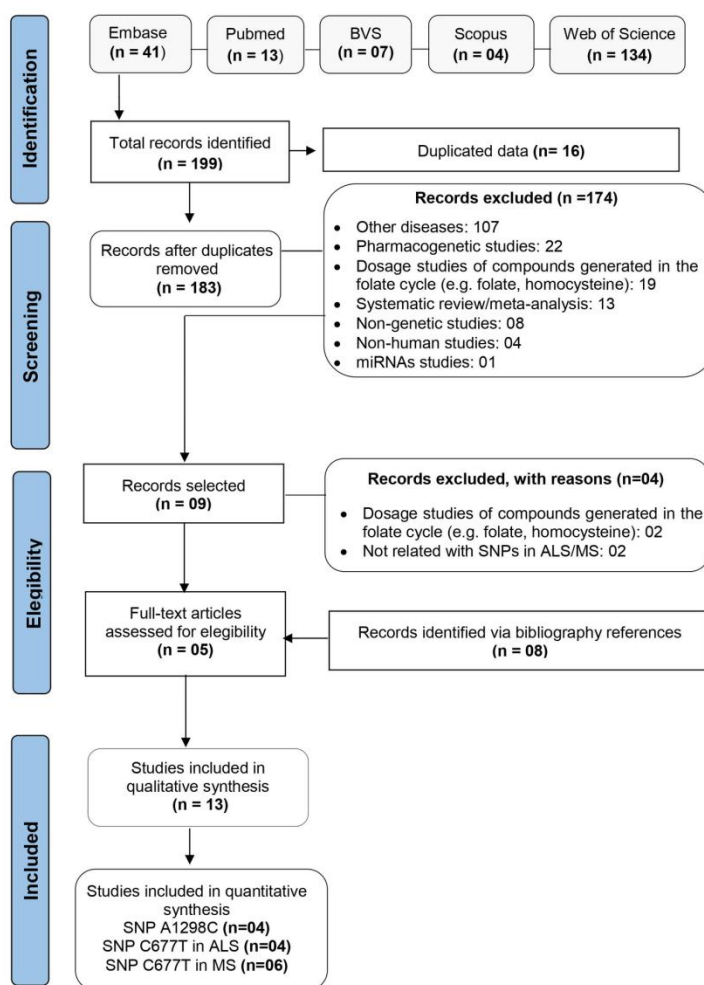 Identification
Embase
(n = 41)
Pubmed
(n = 13)
BVS
(n = 07)
Scopus
(n = 04)
Web of Science
(n = 134)
Total records identified
(n = 199)
Duplicated data (n= 16)
Screening
Records after duplicates
removed
(n = 183)
Records excluded (n =174)
• Other diseases: 107
• Pharmacogenetic studies: 22
• Dosage studies of compounds generated in the
folate cycle (e.g. folate, homocysteine): 19
• Systematic review/meta-analysis: 13
• Non-genetic studies: 08
• Non-human studies: 04
• miRNAs studies: 01
Elegibility
Records selected
(n = 09)
Records excluded, with reasons (n=04)
• Dosage studies of compounds generated in the
folate cycle (e.g. folate, homocysteine): 02
• Not related with SNPs in ALS/MS: 02
Full-text articles
assessed for elegibility
(n = 05)
Records identified via bibliography references
(n = 08)
Included
Studies included in
qualitative synthesis
(n = 13)
Studies included in quantitative
synthesis
SNP A1298C (n=04)
SNP C677T in ALS (n=04)
SNP C677T in MS (n=06)